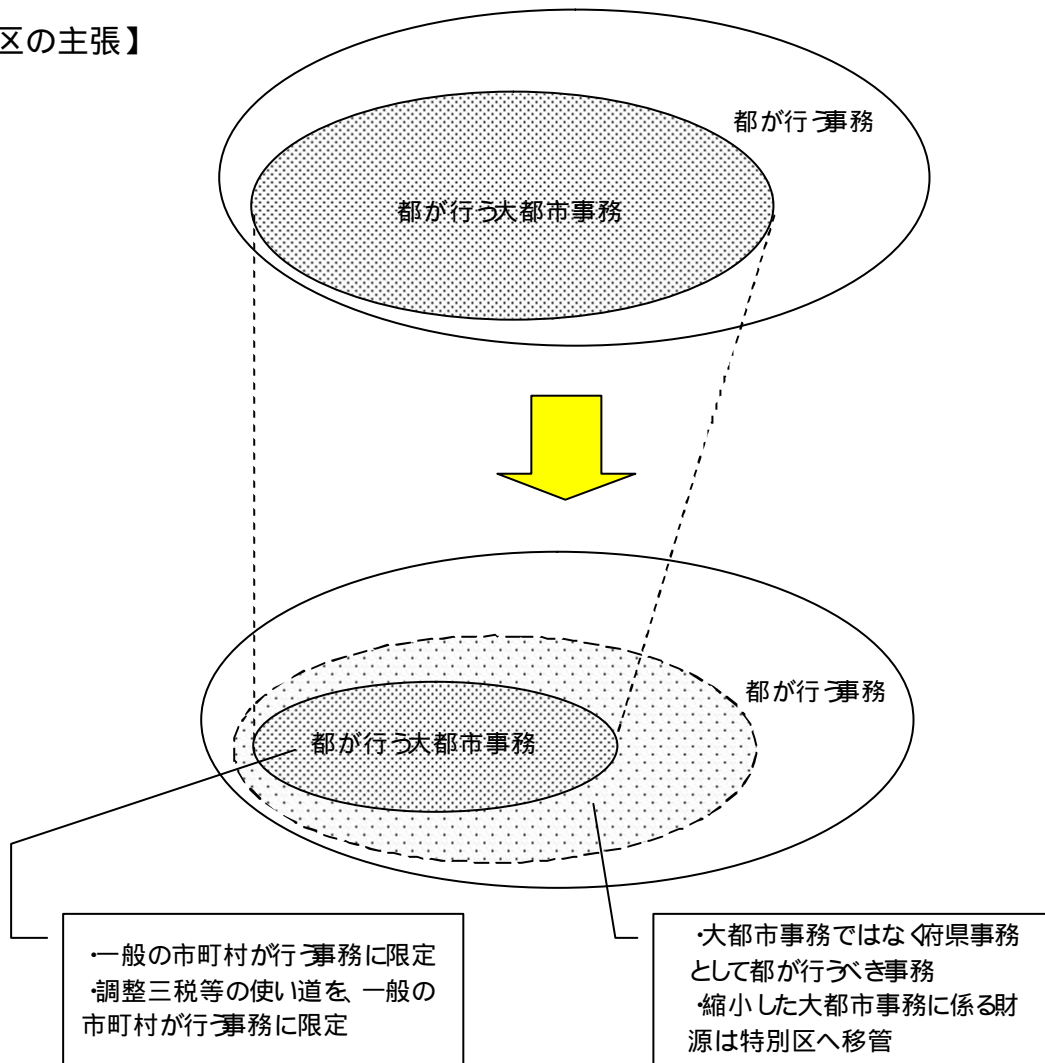 区の主張】
都が行う事務
都が行う大都市事務
都が行う事務
都が行う大都市事務
・一般の市町村が行う事務に限定
・調整三税等の使い道を、一般の
市町村が行う事務に限定
・大都市事務ではなく府県事務
として都が行うべき事務
・縮小した大都市事務に係る財
源は特別区へ移管